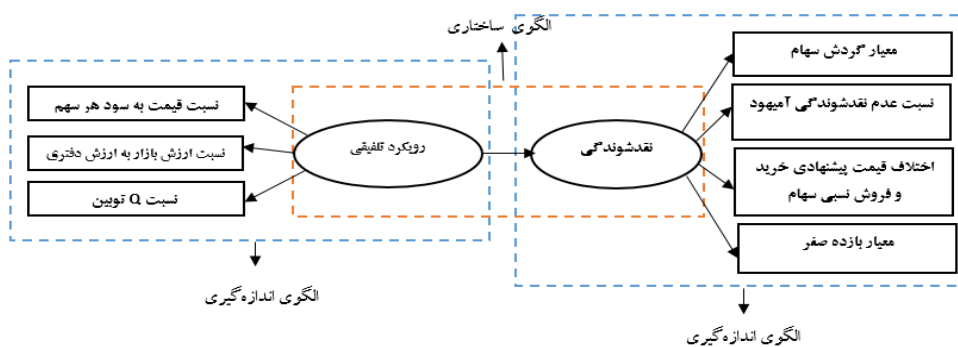 الگوی ساختاری
معیار گردش سهام
نسبت عدم نقدشوندگی آمیهود
اختلاف قیمت پیشنهادی خرید
و فروش نسبی سهام
معیار بازده صفر
نقدشوندگی
رویکرد تلفیقی
نسبت قیمت به سود هر سهم
نسبت ارزش بازار به ارزش دفتری
نسبت Q توبین
الگوی اندازه‌گیری
الگوی اندازه‌گیری